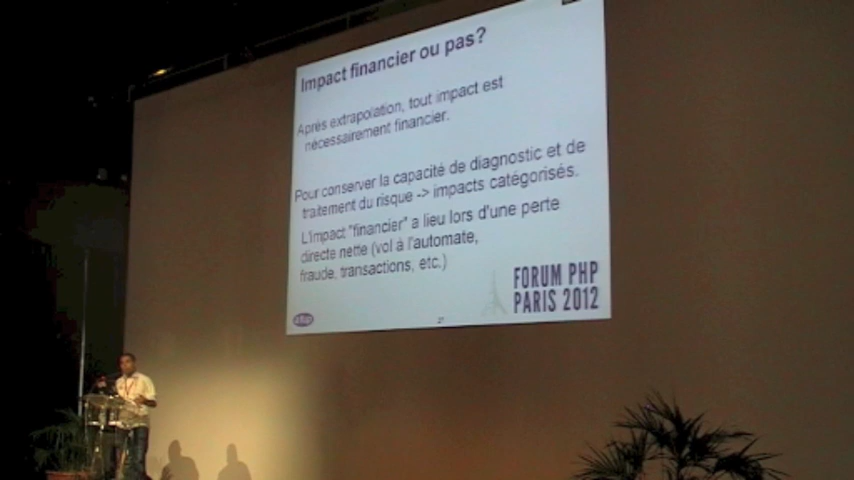 Impact financier ou pas?
Après extrapolation, tout impact est
nécessairement financier.
Pour conserver la capacité de diagnostic et de
traitement du risque -> impacts catégorisés.
L'impact "financier" a lieu lors d'une perte
directe nette (vol à l'automate,
fraude, transactions, etc.)
FORUM PHP
PARIS 2012
afup
27